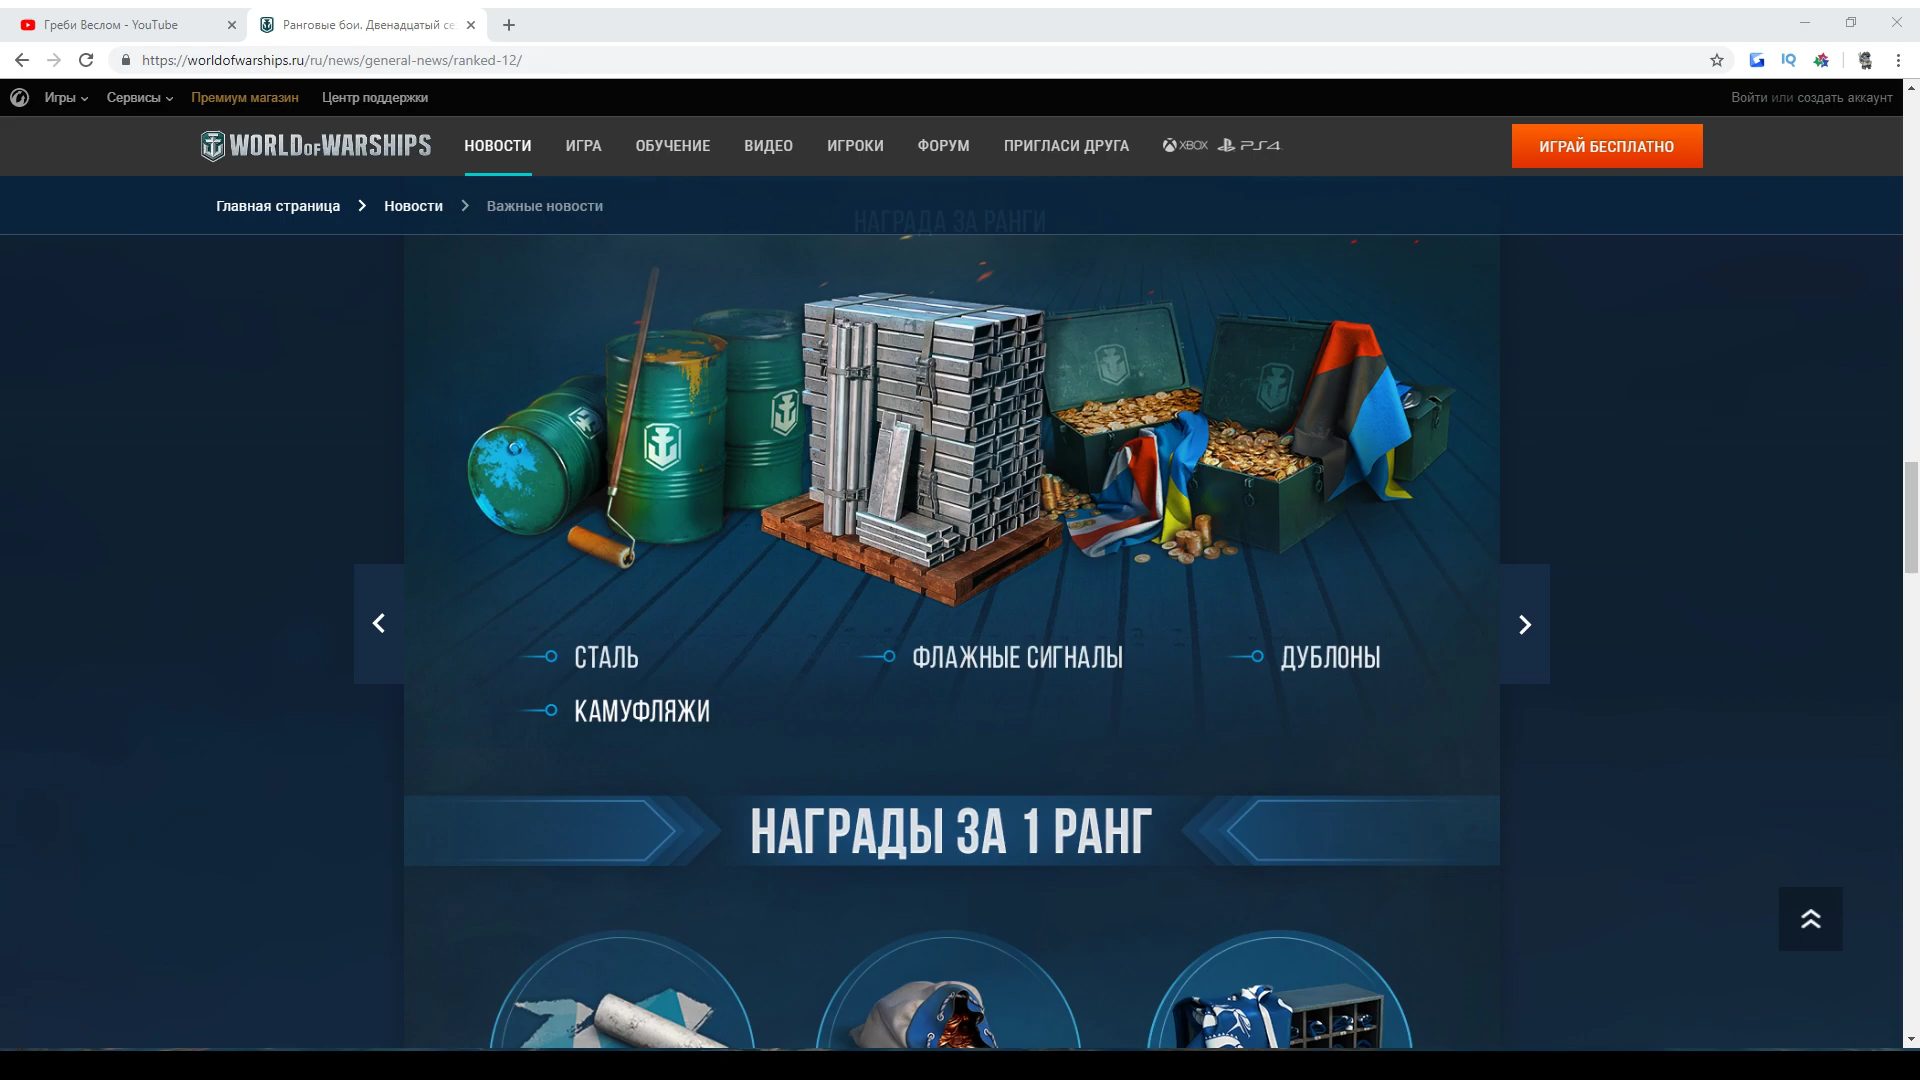 Греби Веслом - YouTube
Ранговые бои. Двенадцатый се
https://worldofwarships.ru/ru/news/general-news/ranked-12/
IQ
Игры Сервисы Премиум магазин Центр поддержки Войти или создать аккаунт
WORLD OF WARSHIPS НОВОСТИ ИГРА ОБУЧЕНИЕ ВИДЕО ИГРОКИ ФОРУМ ПРИГЛАСИ ДРУГА XBOX PS4 ИГРАЙ БЕСПЛАТНО
Главная страница Новости Важные новости
НАГРАДА ЗА РАНГИ
СТАЛЬ ФЛАЖНЫЕ СИГНАЛЫ ДУБЛОНЫ
КАМУФЛЯЖИ
НАГРАДЫ ЗА 1 РАНГ